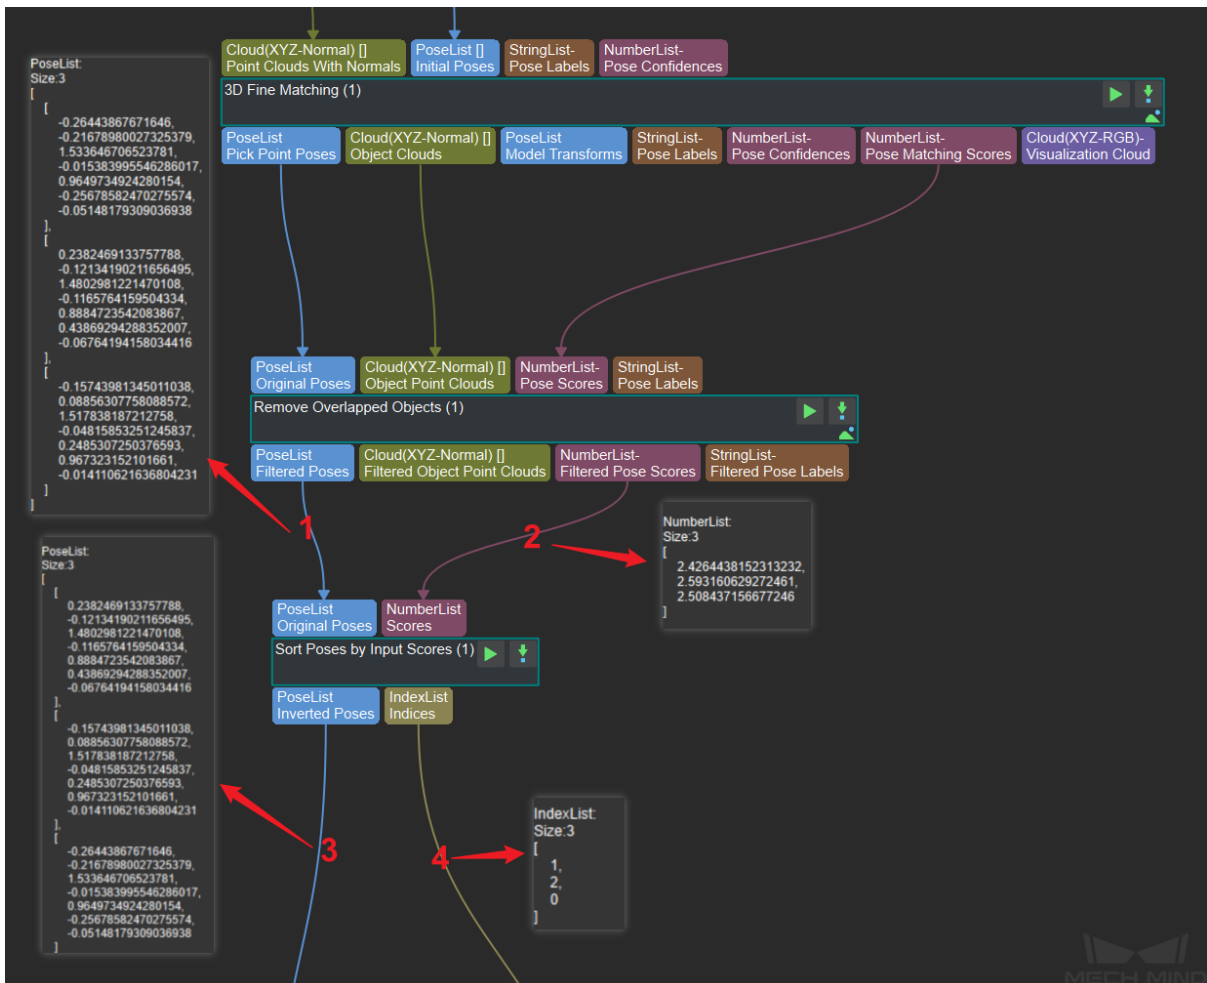 Cloud(XYZ-Normal) []
Point Clouds With Normals
PoseList []
Initial Poses
StringList-
Pose Labels
NumberList-
Pose Confidences
3D Fine Matching (1)
PoseList
Pick Point Poses
Cloud(XYZ-Normal) []
Object Clouds
PoseList
Model Transforms
StringList-
Pose Labels
NumberList-
Pose Confidences
NumberList-
Pose Matching Scores
Cloud(XYZ-RGB)-
Visualization Cloud
PoseList:
Size:3
[
[
-0.26443867671646,
-0.21678980027325379,
1.533646706523781,
-0.015383995546286017,
0.9649734924280154,
-0.25678582470275574,
-0.05148179309036938
],
[
0.2382469133757788,
-0.12134190211656495,
1.4802981221470108,
-0.1165764159504334,
0.8884723542083867,
0.43869294288352007,
-0.06764194158034416
],
[
-0.15743981345011038,
0.08856307758088572,
1.517838187212758,
-0.04815853251245837,
0.2485307250376593,
0.967323152101661,
-0.014110621636804231
]
]
PoseList
Original Poses
Cloud(XYZ-Normal) []
Object Point Clouds
NumberList-
Pose Scores
StringList-
Pose Labels
Remove Overlapped Objects (1)
PoseList
Filtered Poses
Cloud(XYZ-Normal) []
Filtered Object Point Clouds
NumberList-
Filtered Pose Scores
StringList-
Filtered Pose Labels
1
2
NumberList:
Size:3
[
2.4264438152313232,
2.593160629272461,
2.508437156677246
]
PoseList
Original Poses
NumberList
Scores
Sort Poses by Input Scores (1)
PoseList
Inverted Poses
IndexList
Indices
PoseList:
Size:3
[
[
0.2382469133757788,
-0.12134190211656495,
1.4802981221470108,
-0.1165764159504334,
0.8884723542083867,
0.43869294288352007,
-0.06764194158034416
],
[
-0.15743981345011038,
0.08856307758088572,
1.517838187212758,
-0.04815853251245837,
0.2485307250376593,
0.967323152101661,
-0.014110621636804231
],
[
-0.26443867671646,
-0.21678980027325379,
1.533646706523781,
-0.015383995546286017,
0.9649734924280154,
-0.25678582470275574,
-0.05148179309036938
]
3
4
IndexList:
Size:3
[
1,
2,
0
]
MECH MIND